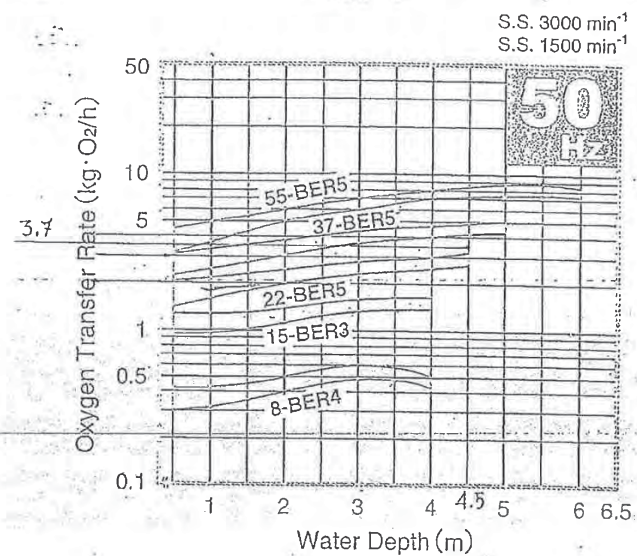 S.S. 3000 min⁻¹
S.S. 1500 min⁻¹
50 Hz
Oxygen Transfer Rate (kg·O₂/h)
50
10
5
3.7
1
0.5
0.1
55-BER5
37-BER5
22-BER5
15-BER3
8-BER4
1 2 3 4 4.5 5 6 6.5
Water Depth (m)